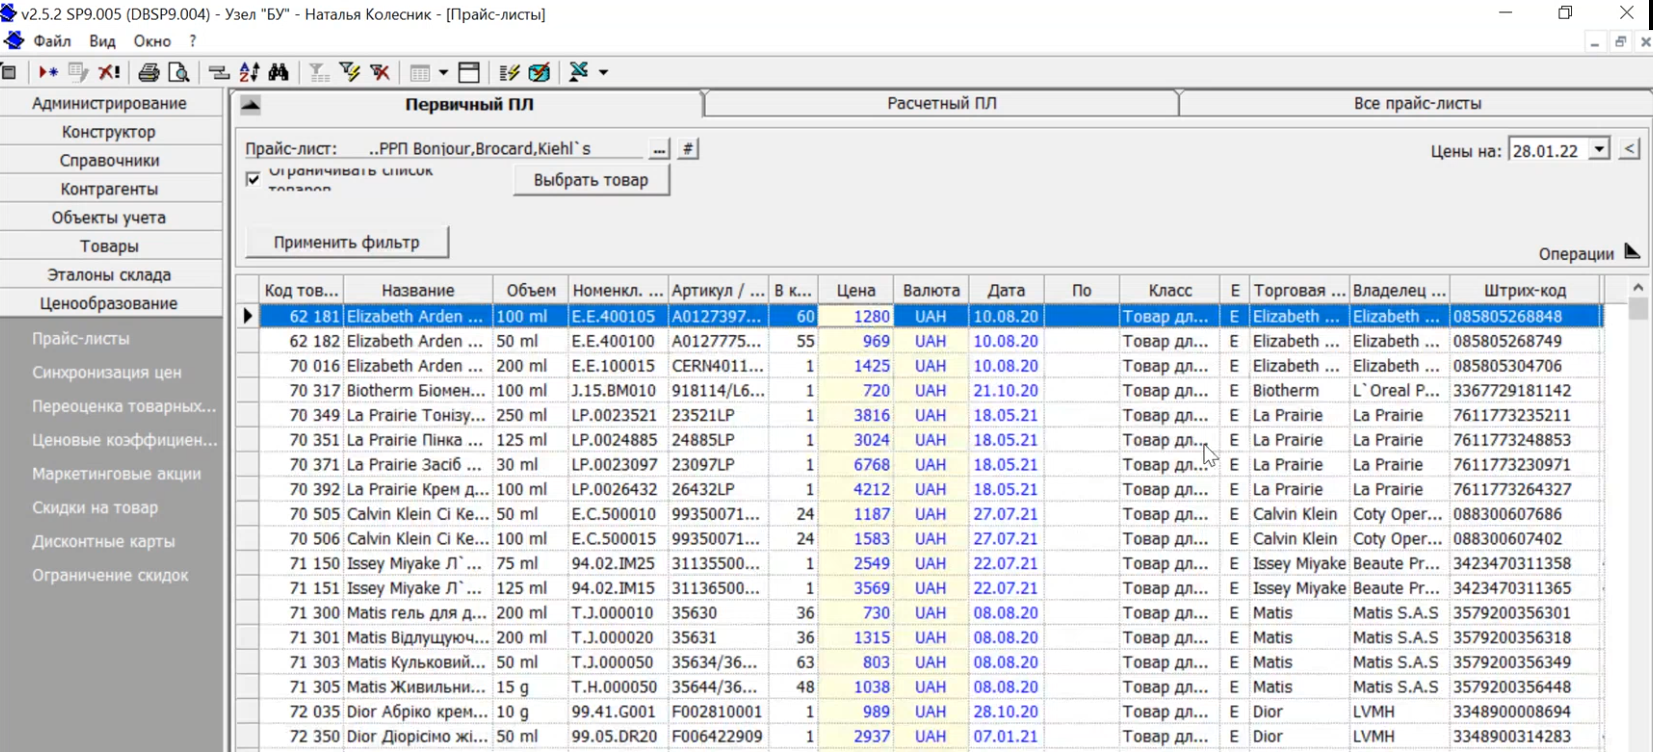 v2.5.2 SP9.005 (DBSP9.004) - Узел "БУ" - Наталья Колесник - [Прайс-листы]
Файл Вид Окно ?
Администрирование
Конструктор
Справочники
Контрагенты
Объекты учета
Товары
Эталоны склада
Ценообразование
Прайс-листы
Синхронизация цен
Переоценка товарных...
Ценовые коэффициен...
Маркетинговые акции
Скидки на товар
Дисконтные карты
Ограничение скидок
Первичный ПЛ Расчетный ПЛ Все прайс-листы
Прайс-лист: ..РРП Bonjour,Brocard,Kiehl`s ... # Цены на: 28.01.22 <
Ограничивать список
товаров
Выбрать товар
Применить фильтр
Операции
Код тов... Название Объем Номенкл. ... Артикул / ... В к... Цена Валюта Дата По Класс Е Торговая ... Владелец ... Штрих-код
62 181 Elizabeth Arden ... 100 ml E.E.400105 A0127397... 60 1280 UAH 10.08.20 Товар дл... Е Elizabeth ... Elizabeth ... 085805268848
62 182 Elizabeth Arden ... 50 ml E.E.400100 A0127775... 55 969 UAH 10.08.20 Товар дл... Е Elizabeth ... Elizabeth ... 085805268749
70 016 Elizabeth Arden ... 200 ml E.E.100015 CERN4011... 1 1425 UAH 10.08.20 Товар дл... Е Elizabeth ... Elizabeth ... 085805304706
70 317 Biotherm Біомен... 100 ml J.15.BM010 918114/L6... 1 720 UAH 21.10.20 Товар дл... Е Biotherm L`Oreal P... 3367729181142
70 349 La Prairie Тонізу... 250 ml LP.0023521 23521LP 1 3816 UAH 18.05.21 Товар дл... Е La Prairie La Prairie 7611773235211
70 351 La Prairie Пінка ... 125 ml LP.0024885 24885LP 1 3024 UAH 18.05.21 Товар дл... Е La Prairie La Prairie 7611773248853
70 371 La Prairie Засіб ... 30 ml LP.0023097 23097LP 1 6768 UAH 18.05.21 Товар дл... Е La Prairie La Prairie 7611773230971
70 392 La Prairie Крем д... 100 ml LP.0026432 26432LP 1 4212 UAH 18.05.21 Товар дл... Е La Prairie La Prairie 7611773264327
70 505 Calvin Klein Сі Ке... 50 ml E.C.500010 99350071... 24 1187 UAH 27.07.21 Товар дл... Е Calvin Klein Coty Oper... 088300607686
70 506 Calvin Klein Сі Ке... 100 ml E.C.500015 99350071... 24 1583 UAH 27.07.21 Товар дл... Е Calvin Klein Coty Oper... 088300607402
71 150 Issey Miyake Л`... 75 ml 94.02.IM25 31135500... 1 2549 UAH 22.07.21 Товар дл... Е Issey Miyake Beaute Pr... 3423470311358
71 151 Issey Miyake Л`... 125 ml 94.02.IM15 31136500... 1 3569 UAH 22.07.21 Товар дл... Е Issey Miyake Beaute Pr... 3423470311365
71 300 Matis гель для д... 200 ml T.J.000010 35630 36 730 UAH 08.08.20 Товар дл... Е Matis Matis S.A.S 3579200356301
71 301 Matis Відлущуюч... 200 ml T.J.000020 35631 36 1315 UAH 08.08.20 Товар дл... Е Matis Matis S.A.S 3579200356318
71 303 Matis Кульковий... 50 ml T.J.000050 35634/36... 63 803 UAH 08.08.20 Товар дл... Е Matis Matis S.A.S 3579200356349
71 305 Matis Живильни... 15 g T.H.000050 35644/36... 48 1038 UAH 08.08.20 Товар дл... Е Matis Matis S.A.S 3579200356448
72 035 Dior Абріко крем... 10 g 99.41.G001 F002810001 1 989 UAH 28.10.20 Товар дл... Е Dior LVMH 3348900008694
72 350 Dior Діорісімо жі... 50 ml 99.05.DR20 F006422909 1 2937 UAH 07.01.21 Товар дл... Е Dior LVMH 3348900314283